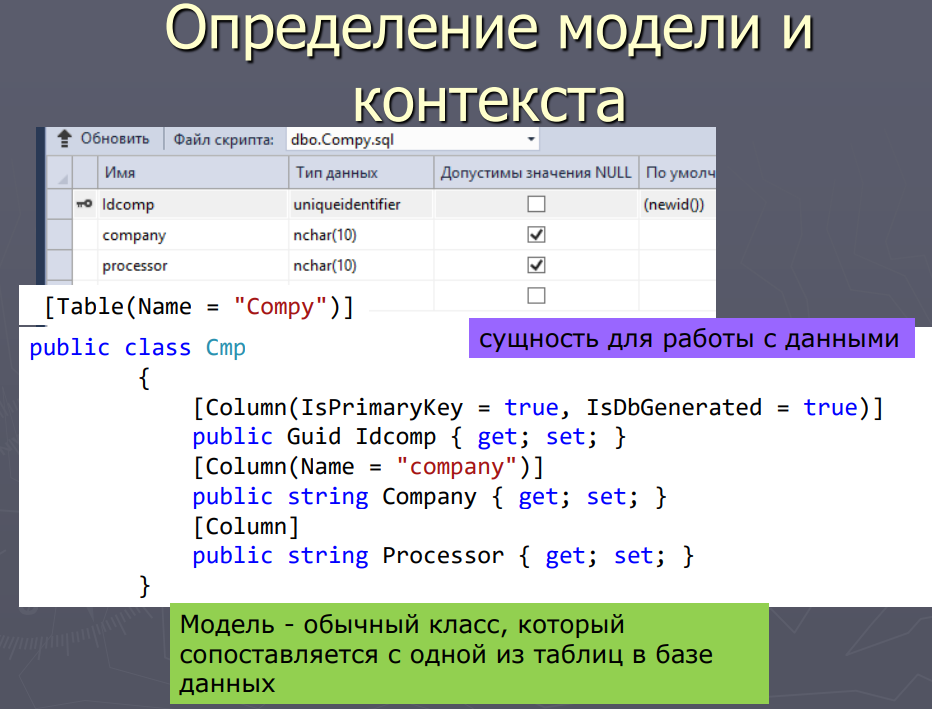 Определение модели и
контекста
Обновить Файл скрипта: dbo.Compy.sql
Имя Тип данных Допустимы значения NULL По умолч
Idcomp uniqueidentifier (newid())
company nchar(10)
processor nchar(10)
[Table(Name = "Compy")]
сущность для работы с данными
public class Cmp
{
[Column(IsPrimaryKey = true, IsDbGenerated = true)]
public Guid Idcomp { get; set; }
[Column(Name = "company")]
public string Company { get; set; }
[Column]
public string Processor { get; set; }
}
Модель - обычный класс, который
сопоставляется с одной из таблиц в базе
данных